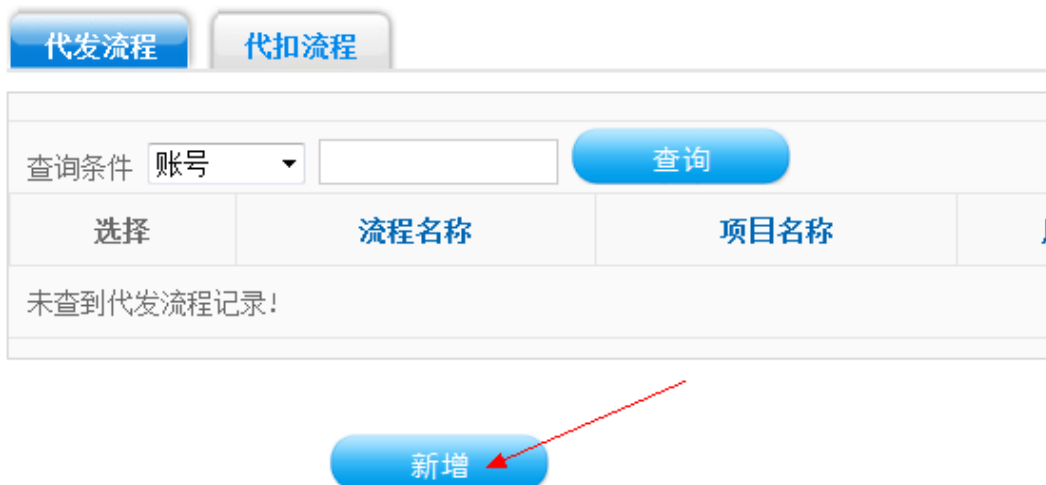 代发流程 代扣流程
查询条件 账号 查询
选择 流程名称 项目名称
未查到代发流程记录!
新增